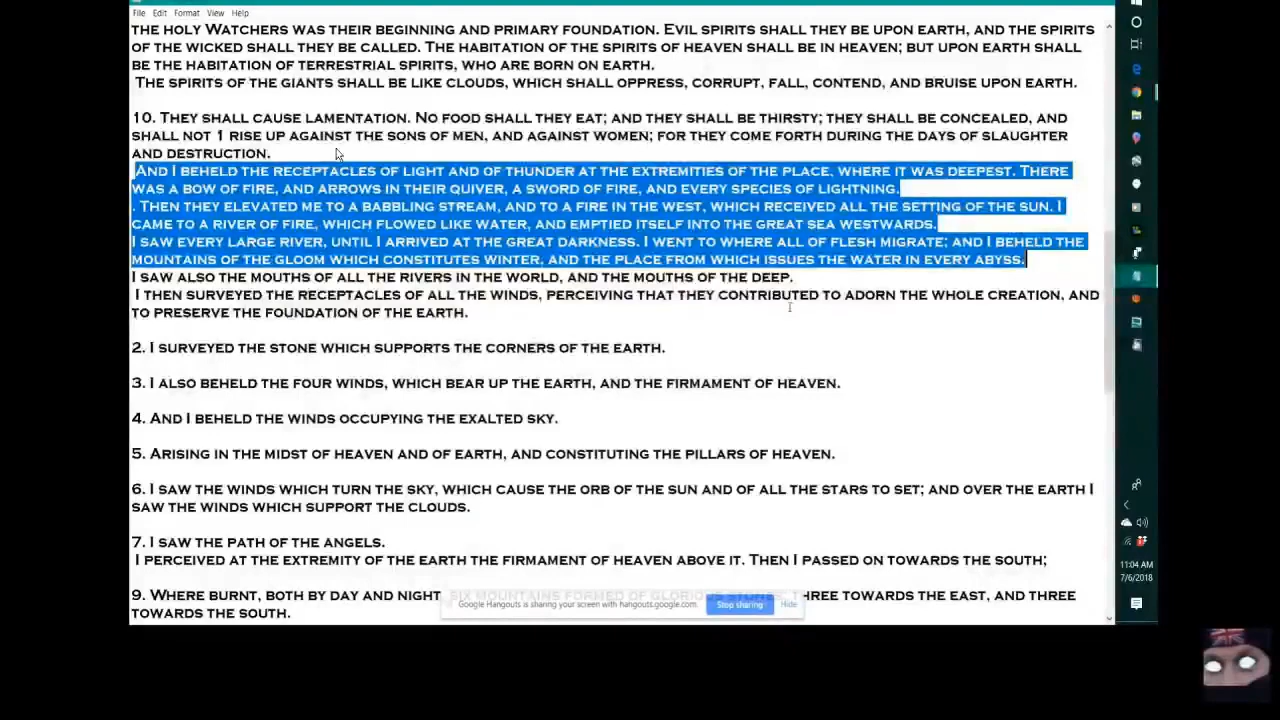 File Edit Format View Help
THE HOLY WATCHERS WAS THEIR BEGINNING AND PRIMARY FOUNDATION. EVIL SPIRITS SHALL THEY BE UPON EARTH, AND THE SPIRITS
OF THE WICKED SHALL THEY BE CALLED. THE HABITATION OF THE SPIRITS OF HEAVEN SHALL BE IN HEAVEN; BUT UPON EARTH SHALL
BE THE HABITATION OF TERRESTRIAL SPIRITS, WHO ARE BORN ON EARTH.
THE SPIRITS OF THE GIANTS SHALL BE LIKE CLOUDS, WHICH SHALL OPPRESS, CORRUPT, FALL, CONTEND, AND BRUISE UPON EARTH.
10. THEY SHALL CAUSE LAMENTATION. NO FOOD SHALL THEY EAT; AND THEY SHALL BE THIRSTY; THEY SHALL BE CONCEALED, AND
SHALL NOT 1 RISE UP AGAINST THE SONS OF MEN, AND AGAINST WOMEN; FOR THEY COME FORTH DURING THE DAYS OF SLAUGHTER
AND DESTRUCTION.
AND I BEHELD THE RECEPTACLES OF LIGHT AND OF THUNDER AT THE EXTREMITIES OF THE PLACE, WHERE IT WAS DEEPEST. THERE
WAS A BOW OF FIRE, AND ARROWS IN THEIR QUIVER, A SWORD OF FIRE, AND EVERY SPECIES OF LIGHTNING.
. THEN THEY ELEVATED ME TO A BABBLING STREAM, AND TO A FIRE IN THE WEST, WHICH RECEIVED ALL THE SETTING OF THE SUN. I
CAME TO A RIVER OF FIRE, WHICH FLOWED LIKE WATER, AND EMPTIED ITSELF INTO THE GREAT SEA WESTWARDS.
I SAW EVERY LARGE RIVER, UNTIL I ARRIVED AT THE GREAT DARKNESS. I WENT TO WHERE ALL OF FLESH MIGRATE; AND I BEHELD THE
MOUNTAINS OF THE GLOOM WHICH CONSTITUTES WINTER, AND THE PLACE FROM WHICH ISSUES THE WATER IN EVERY ABYSS.
I SAW ALSO THE MOUTHS OF ALL THE RIVERS IN THE WORLD, AND THE MOUTHS OF THE DEEP.
I THEN SURVEYED THE RECEPTACLES OF ALL THE WINDS, PERCEIVING THAT THEY CONTRIBUTED TO ADORN THE WHOLE CREATION, AND
TO PRESERVE THE FOUNDATION OF THE EARTH.
2. I SURVEYED THE STONE WHICH SUPPORTS THE CORNERS OF THE EARTH.
3. I ALSO BEHELD THE FOUR WINDS, WHICH BEAR UP THE EARTH, AND THE FIRMAMENT OF HEAVEN.
4. AND I BEHELD THE WINDS OCCUPYING THE EXALTED SKY.
5. ARISING IN THE MIDST OF HEAVEN AND OF EARTH, AND CONSTITUTING THE PILLARS OF HEAVEN.
6. I SAW THE WINDS WHICH TURN THE SKY, WHICH CAUSE THE ORB OF THE SUN AND OF ALL THE STARS TO SET; AND OVER THE EARTH I
SAW THE WINDS WHICH SUPPORT THE CLOUDS.
7. I SAW THE PATH OF THE ANGELS.
I PERCEIVED AT THE EXTREMITY OF THE EARTH THE FIRMAMENT OF HEAVEN ABOVE IT. THEN I PASSED ON TOWARDS THE SOUTH;
9. WHERE BURNT, BOTH BY DAY AND NIGHT, SIX MOUNTAINS FORMED OF GLORIOUS STONES, THREE TOWARDS THE EAST, AND THREE
TOWARDS THE SOUTH.
Google Hangouts is sharing your screen with hangouts.google.com. Stop sharing Hide
11:04 AM
7/6/2018